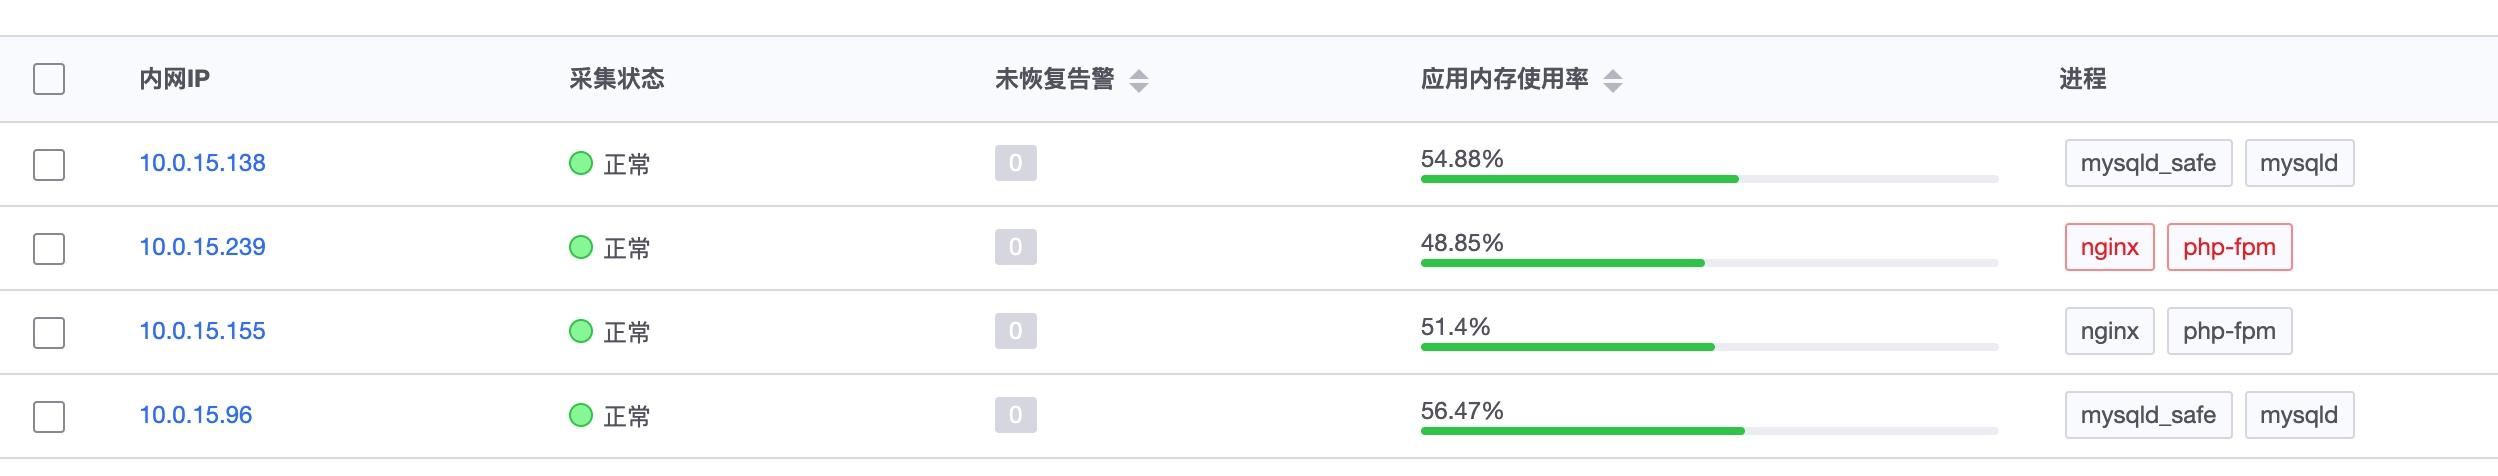 内网IP 采集状态 未恢复告警 应用内存使用率 进程
10.0.15.138 正常 0 54.88% mysqld_safe mysqld
10.0.15.239 正常 0 48.85% nginx php-fpm
10.0.15.155 正常 0 51.4% nginx php-fpm
10.0.15.96 正常 0 56.47% mysqld_safe mysqld